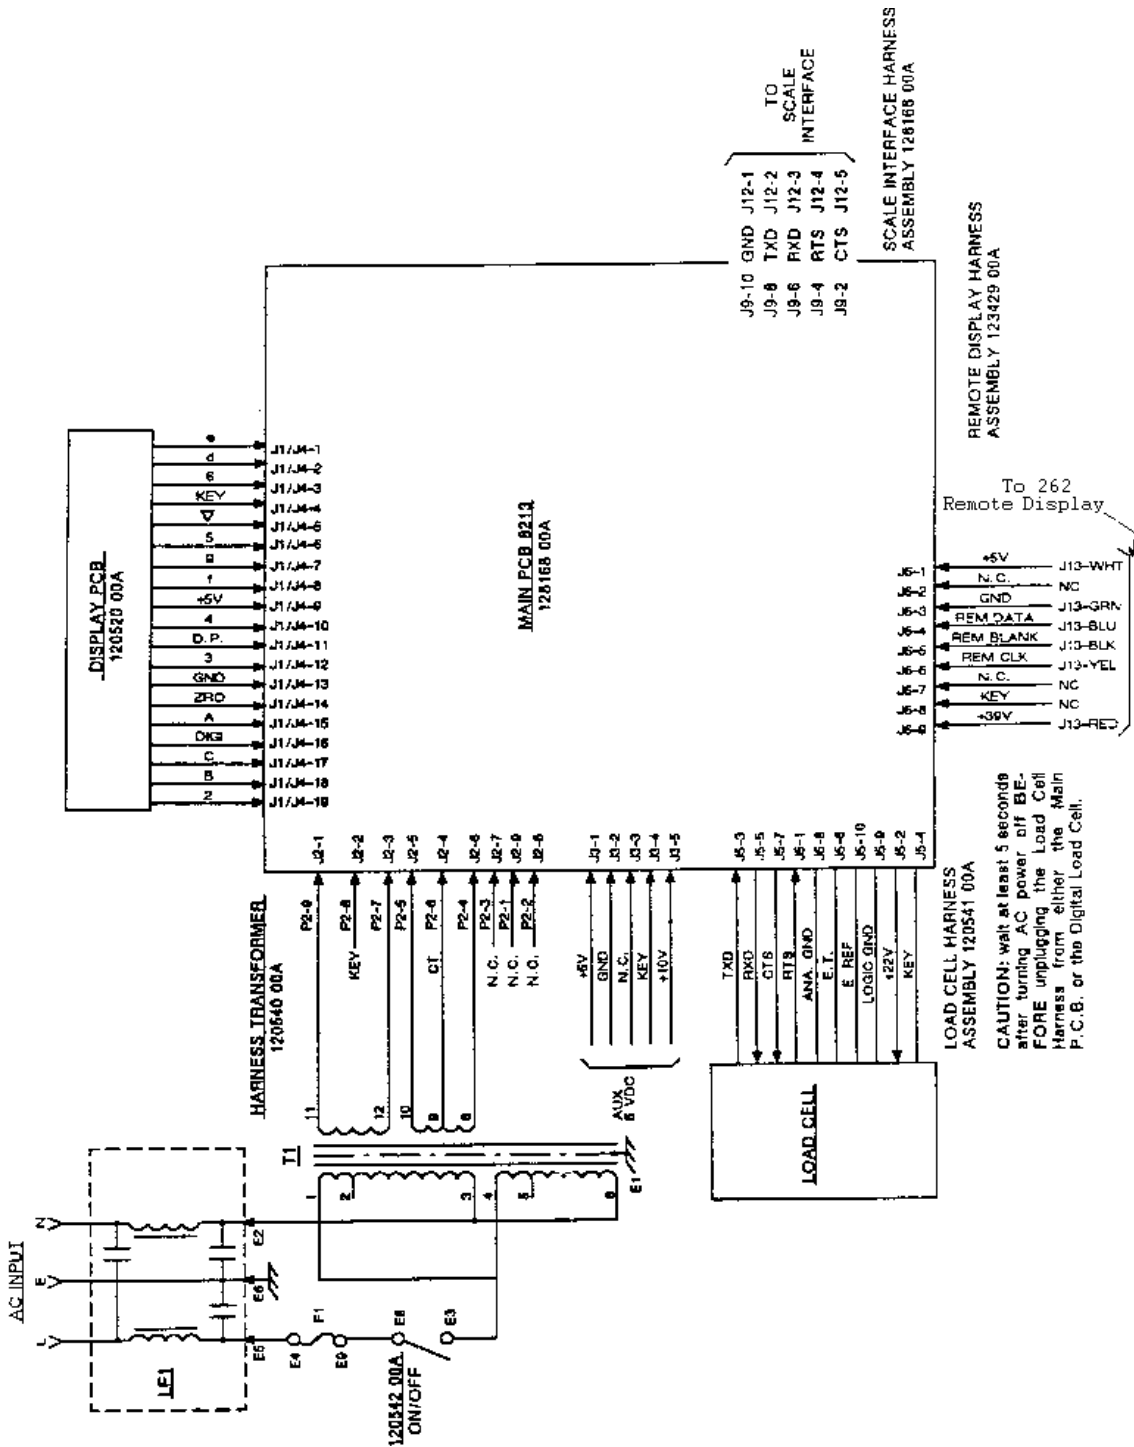 AC INPUT
L
E
N
LF1
E5
E6
E2
E4
F1
E9
E8
E3
120542 00A
ON/OFF
T1
1
2
3
4
5
6
E1
11
12
10
9
8
HARNESS TRANSFORMER
120540 00A
P2-9 J2-1
KEY P2-8 J2-2
P2-7 J2-3
P2-5 J2-5
CT P2-6 J2-4
P2-4 J2-6
N.C. P2-3 J2-7
N.C. P2-1 J2-9
N.C. P2-2 J2-8
AUX
5 VDC
+5V J3-1
GND J3-2
N.C. J3-3
KEY J3-4
+10V J3-5
LOAD CELL
TXD J5-3
RXD J5-5
CTS J5-7
RTS J5-1
ANA. GND J5-8
E.T. J5-6
E REF J5-10
LOGIC GND J5-9
+22V J5-2
KEY J5-4
LOAD CELL HARNESS
ASSEMBLY 120541 00A
CAUTION: wait at least 5 seconds
after turning AC power off BE-
FORE unplugging the Load Cell
Harness from either the Main
P.C.B. or the Digital Load Cell.
DISPLAY PCB
120520 00A
e J1/J4-1
d J1/J4-2
6 J1/J4-3
KEY J1/J4-4
▽ J1/J4-5
5 J1/J4-6
g J1/J4-7
f J1/J4-8
+5V J1/J4-9
4 J1/J4-10
D.P. J1/J4-11
3 J1/J4-12
GND J1/J4-13
ZRO J1/J4-14
A J1/J4-15
DIGI J1/J4-16
C J1/J4-17
B J1/J4-18
2 J1/J4-19
MAIN PCB 8213
128168 00A
J6-1 +5V J13-WHT
J6-2 N.C. NC
J6-3 GND J13-GRN
J6-4 REM DATA J13-BLU
J6-5 REM BLANK J13-BLK
J6-6 REM CLK J13-YEL
J6-7 N.C. NC
J6-8 KEY NC
J6-9 +39V J13-RED
To 262
Remote Display
REMOTE DISPLAY HARNESS
ASSEMBLY 123429 00A
J9-10 GND J12-1
J9-8 TXD J12-2
J9-6 RXD J12-3
J9-4 RTS J12-4
J9-2 CTS J12-5
TO
SCALE
INTERFACE
SCALE INTERFACE HARNESS
ASSEMBLY 128166 00A